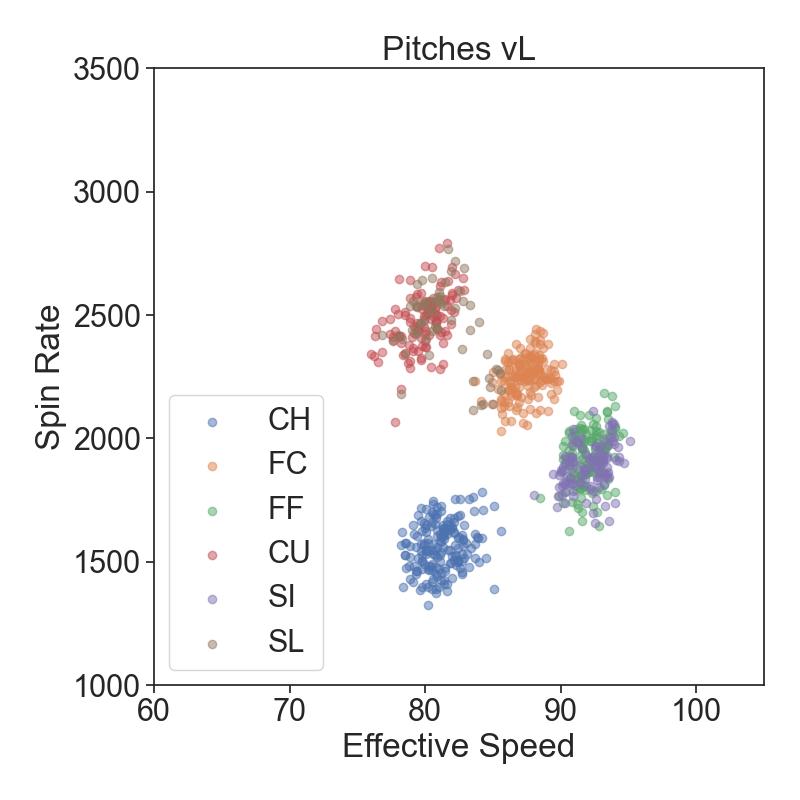 Pitches vL
3500
3000
2500
2000
1500
1000
Spin Rate
CH
FC
FF
CU
SI
SL
60 70 80 90 100
Effective Speed